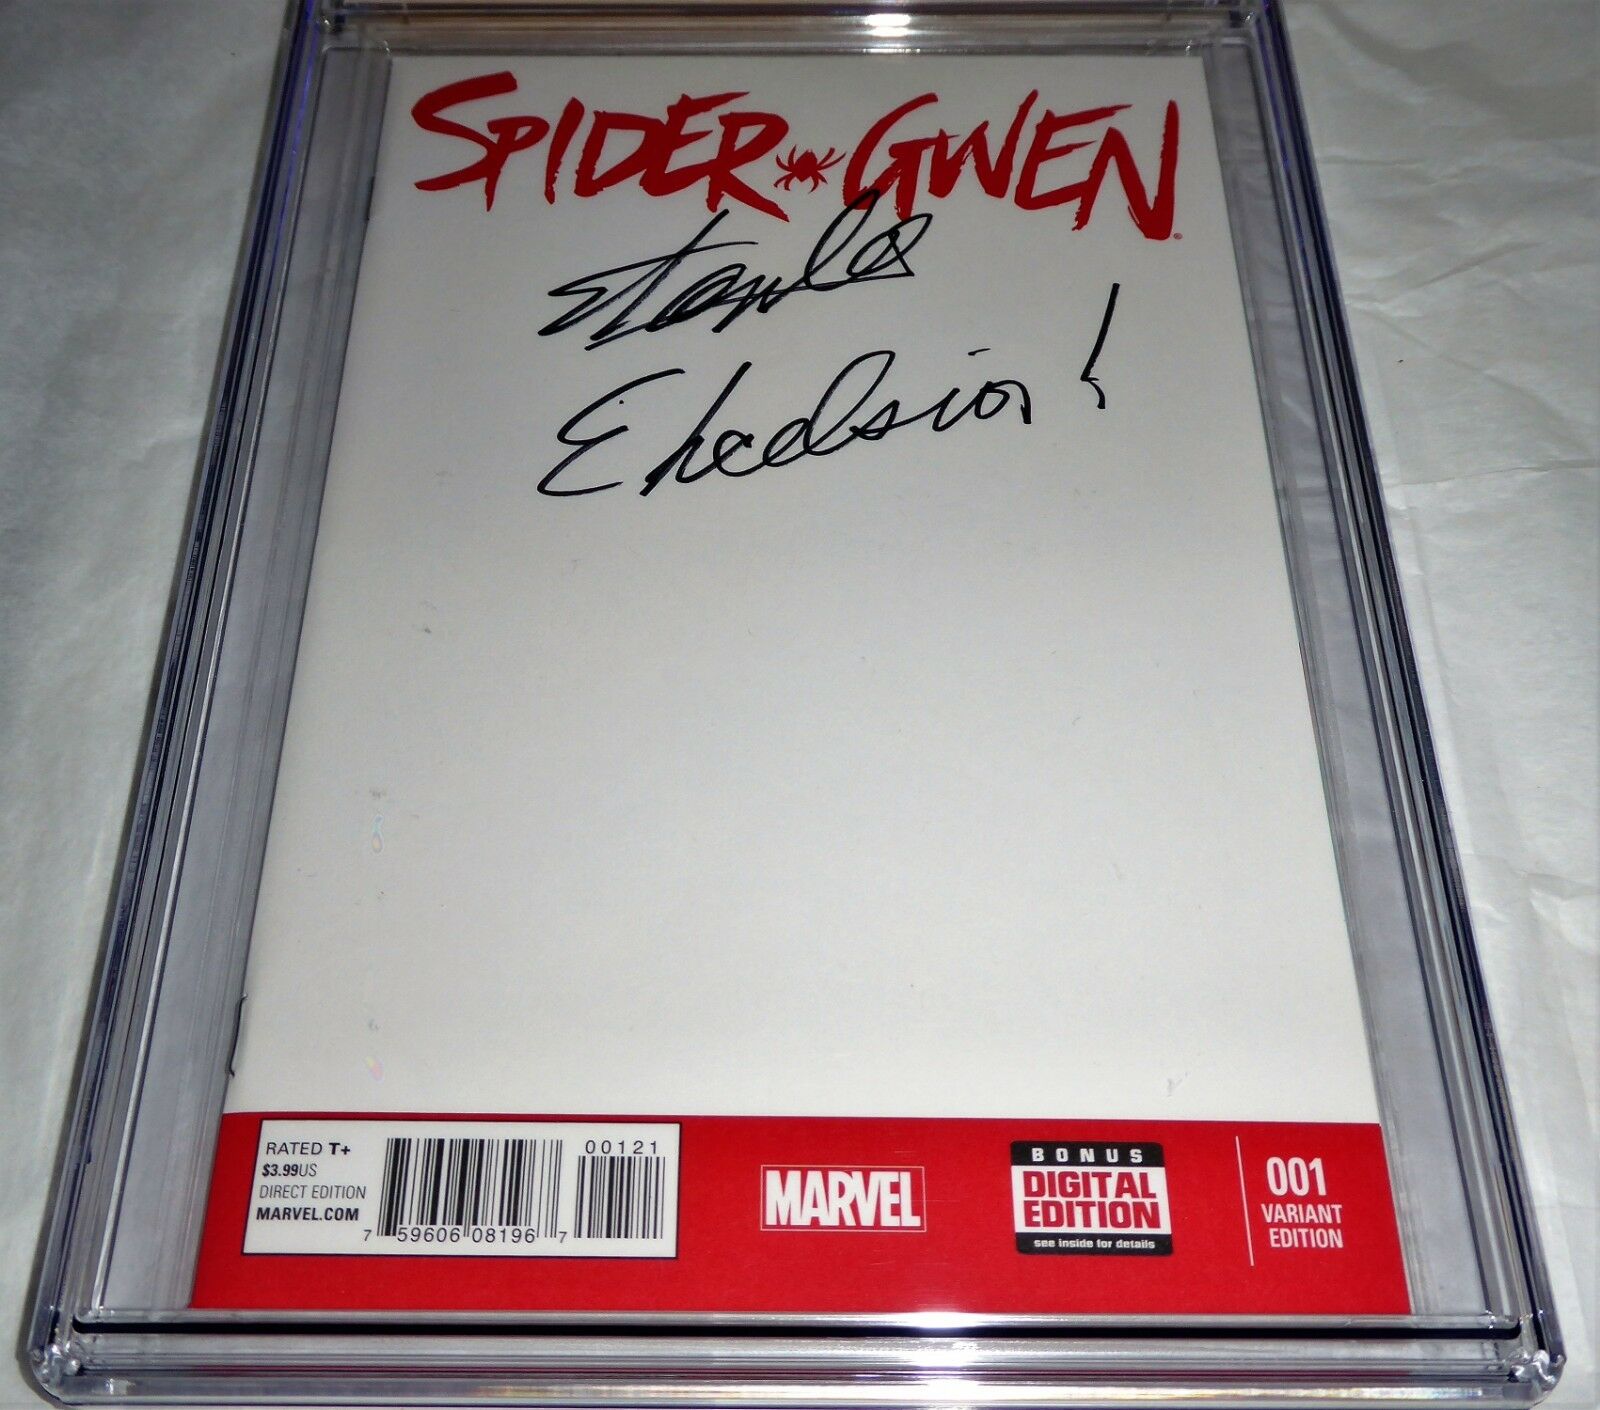 SPIDER GWEN
Stan Lee
Excelsior!
RATED T+
$3.99US
DIRECT EDITION
MARVEL.COM
00121
7 59606 08196 7
MARVEL
BONUS
DIGITAL
EDITION
see inside for details
001
VARIANT
EDITION